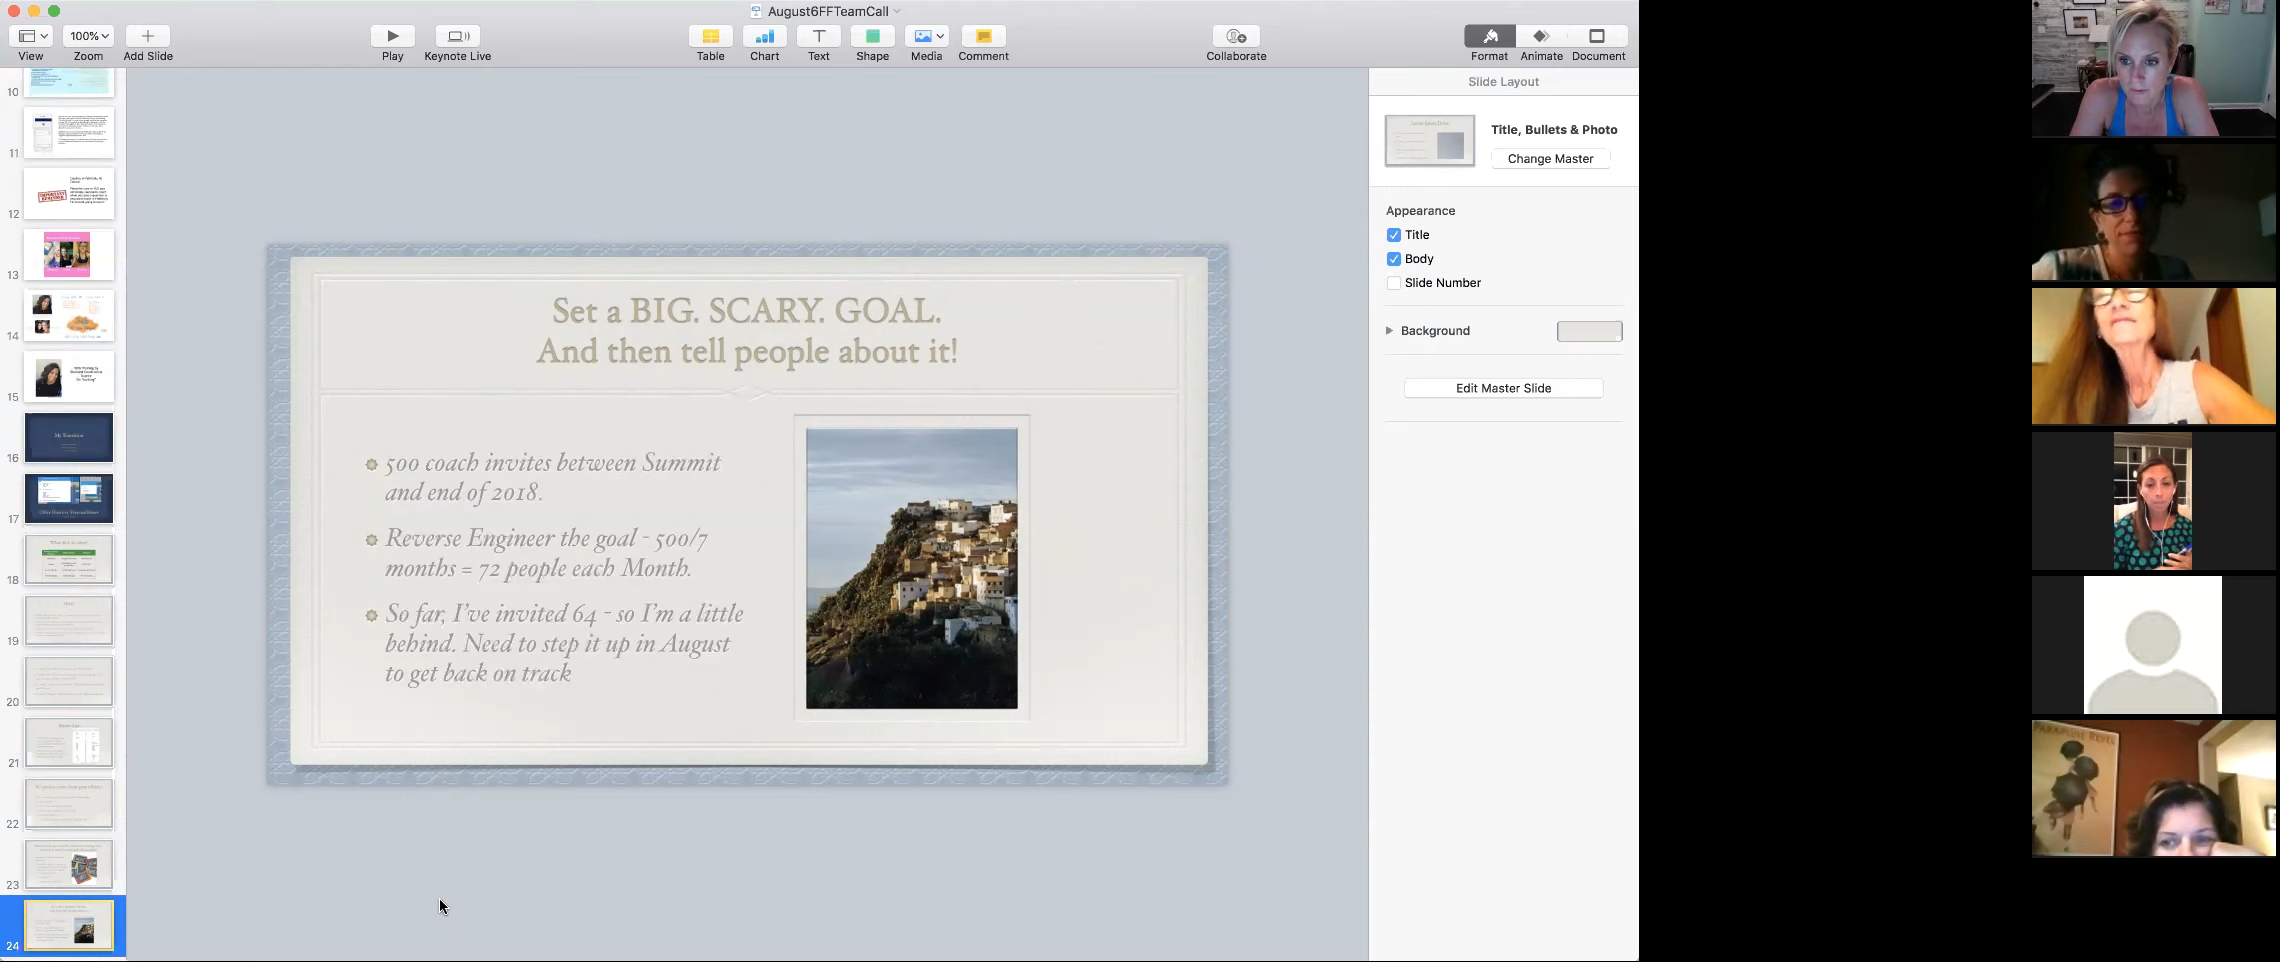 August6FFTeamCall
100%
View
Zoom
Add Slide
Play
Keynote Live
Table
Chart
Text
Shape
Media
Comment
Collaborate
Format
Animate
Document
10
11
12
13
14
15
16
17
18
19
20
21
22
23
24
Set a BIG. SCARY. GOAL.
And then tell people about it!
500 coach invites between Summit
and end of 2018.
Reverse Engineer the goal - 500/7
months = 72 people each Month.
So far, I've invited 64 - so I'm a little
behind. Need to step it up in August
to get back on track
Slide Layout
Title, Bullets & Photo
Change Master
Appearance
Title
Body
Slide Number
Background
Edit Master Slide